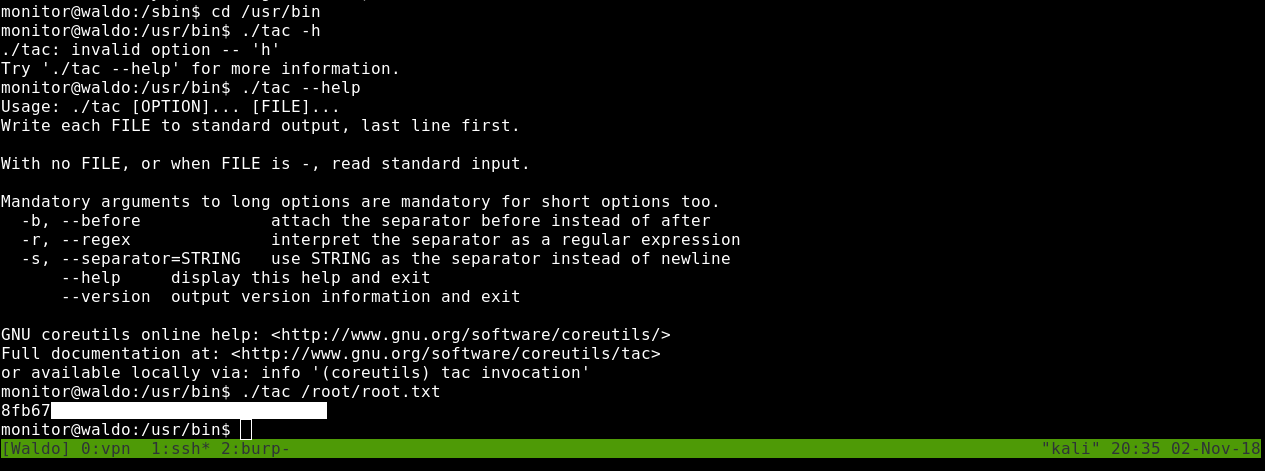 monitor@waldo:/sbin$ cd /usr/bin
monitor@waldo:/usr/bin$ ./tac -h
./tac: invalid option -- 'h'
Try './tac --help' for more information.
monitor@waldo:/usr/bin$ ./tac --help
Usage: ./tac [OPTION]... [FILE]...
Write each FILE to standard output, last line first.
With no FILE, or when FILE is -, read standard input.
Mandatory arguments to long options are mandatory for short options too.
-b, --before attach the separator before instead of after
-r, --regex interpret the separator as a regular expression
-s, --separator=STRING use STRING as the separator instead of newline
--help display this help and exit
--version output version information and exit
GNU coreutils online help: <http://www.gnu.org/software/coreutils/>
Full documentation at: <http://www.gnu.org/software/coreutils/tac>
or available locally via: info '(coreutils) tac invocation'
monitor@waldo:/usr/bin$ ./tac /root/root.txt
8fb67
monitor@waldo:/usr/bin$
[Waldo] 0:vpn 1:ssh* 2:burp- "kali" 20:35 02-Nov-18